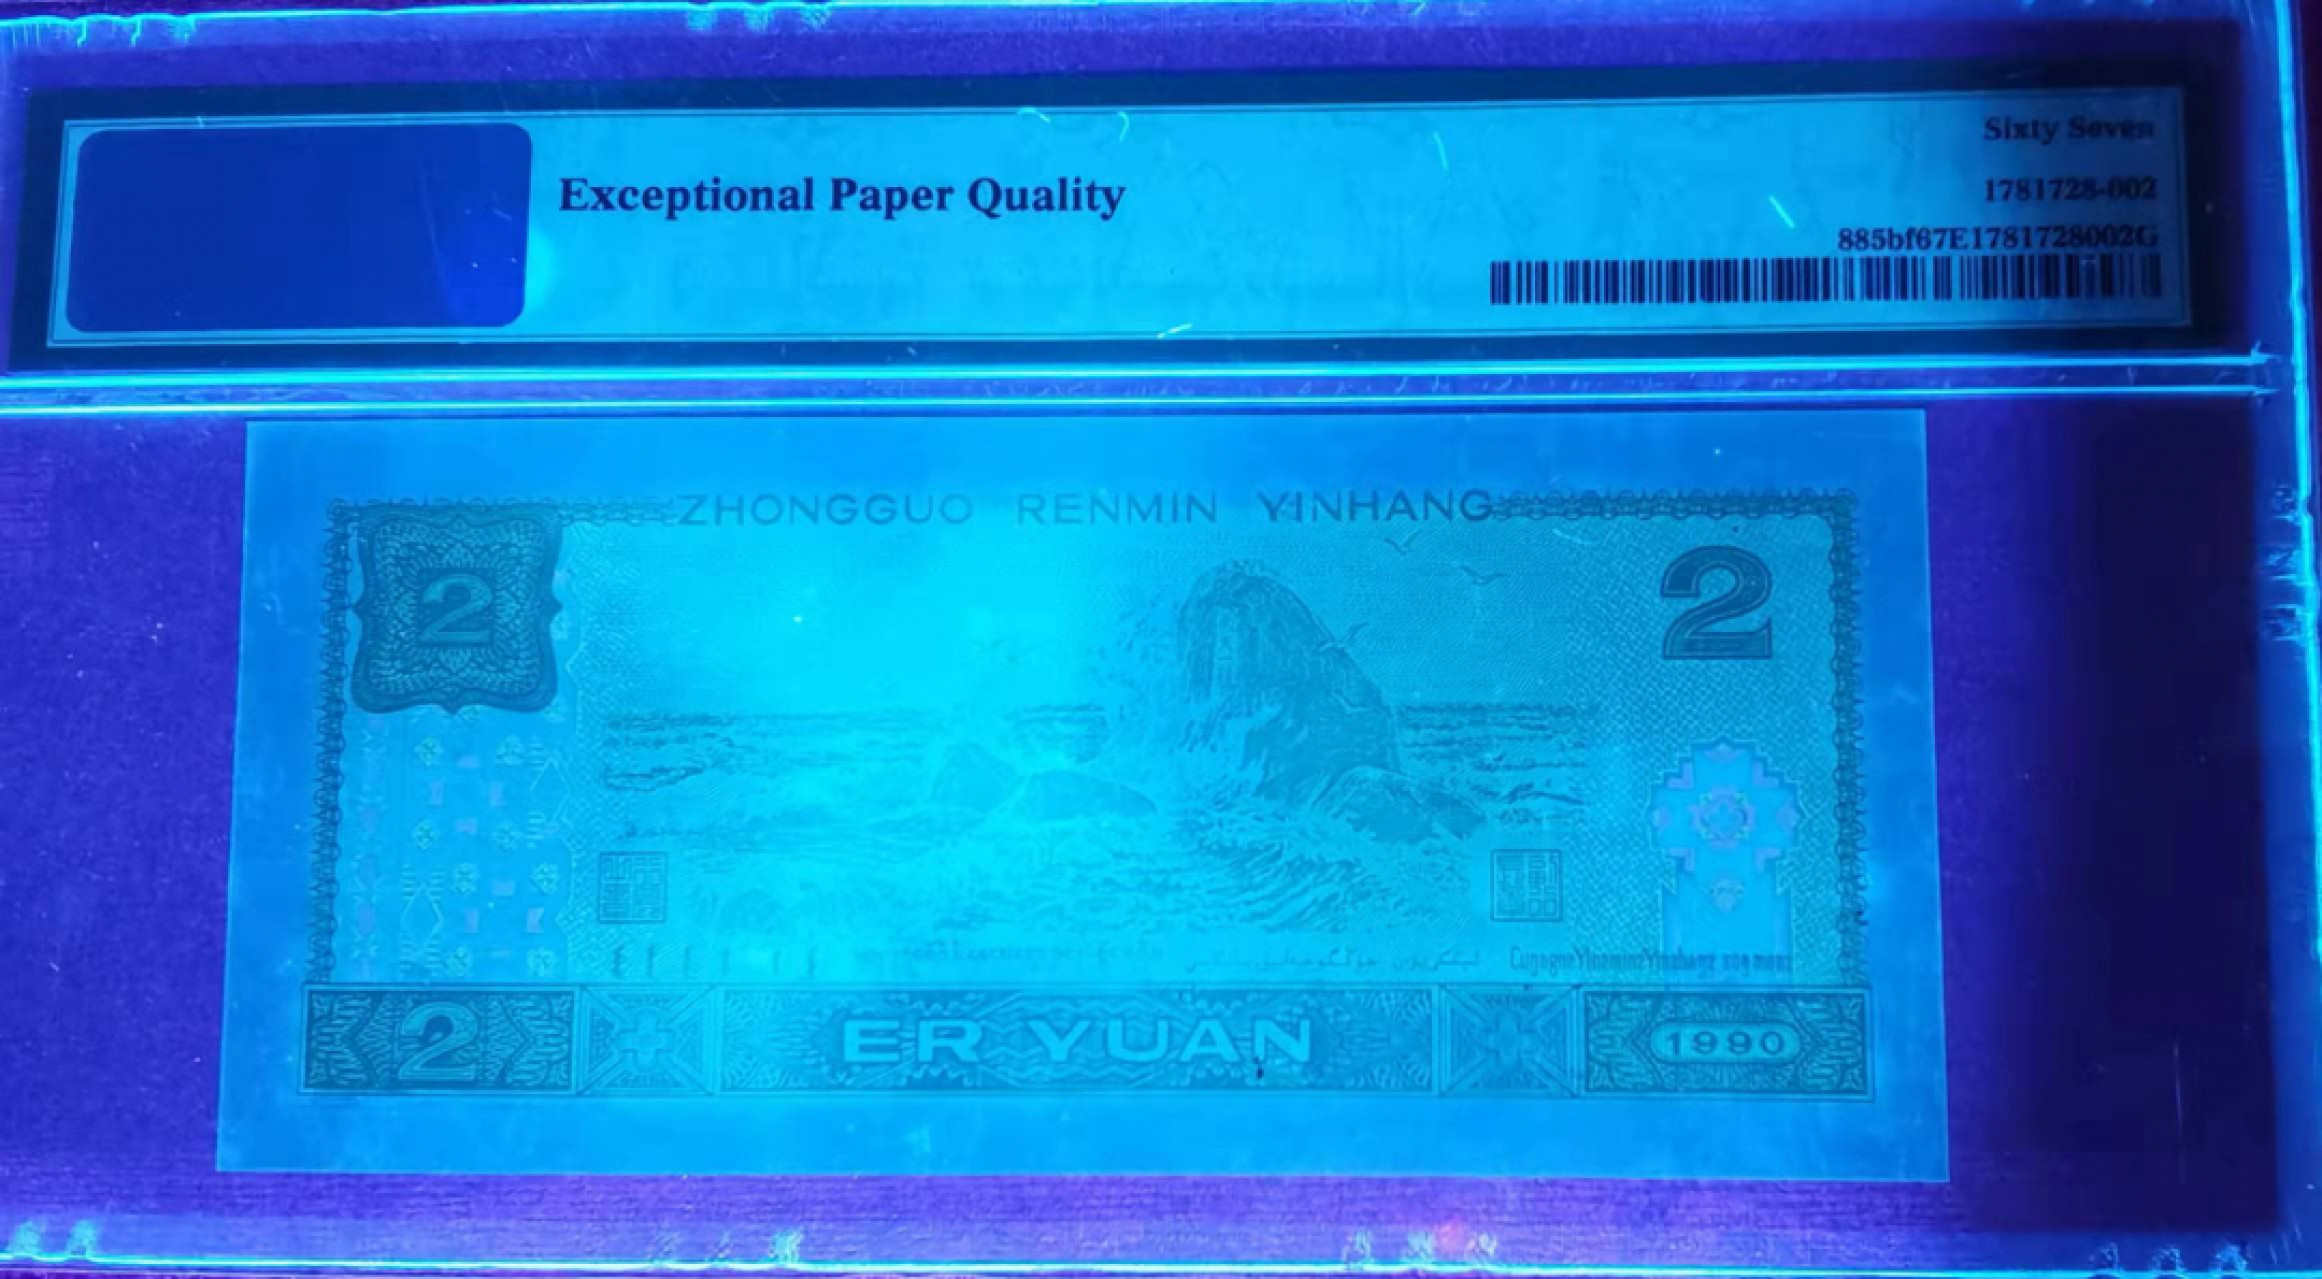 Sixty Seven
Exceptional Paper Quality
1781728-002
885bf67E1781728002G
ZHONGGUO RENMIN YINHANG
2
2
2 ER YUAN 1990